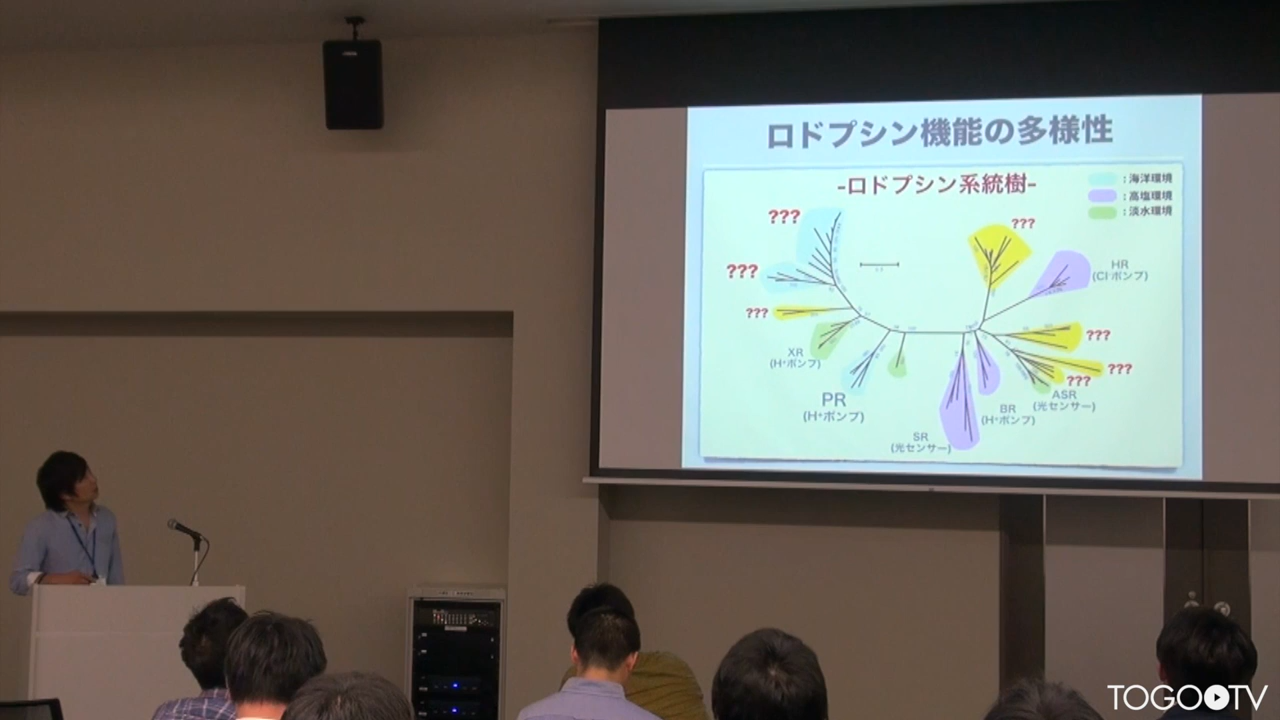 ロドプシン機能の多様性
-ロドプシン系統樹-
：海洋環境
：高塩環境
：淡水環境
???
???
???
HR
(Cl⁻ポンプ)
???
???
???
???
XR
(H⁺ポンプ)
PR
(H⁺ポンプ)
ASR
(光センサー)
BR
(H⁺ポンプ)
SR
(光センサー)
TOGOTV